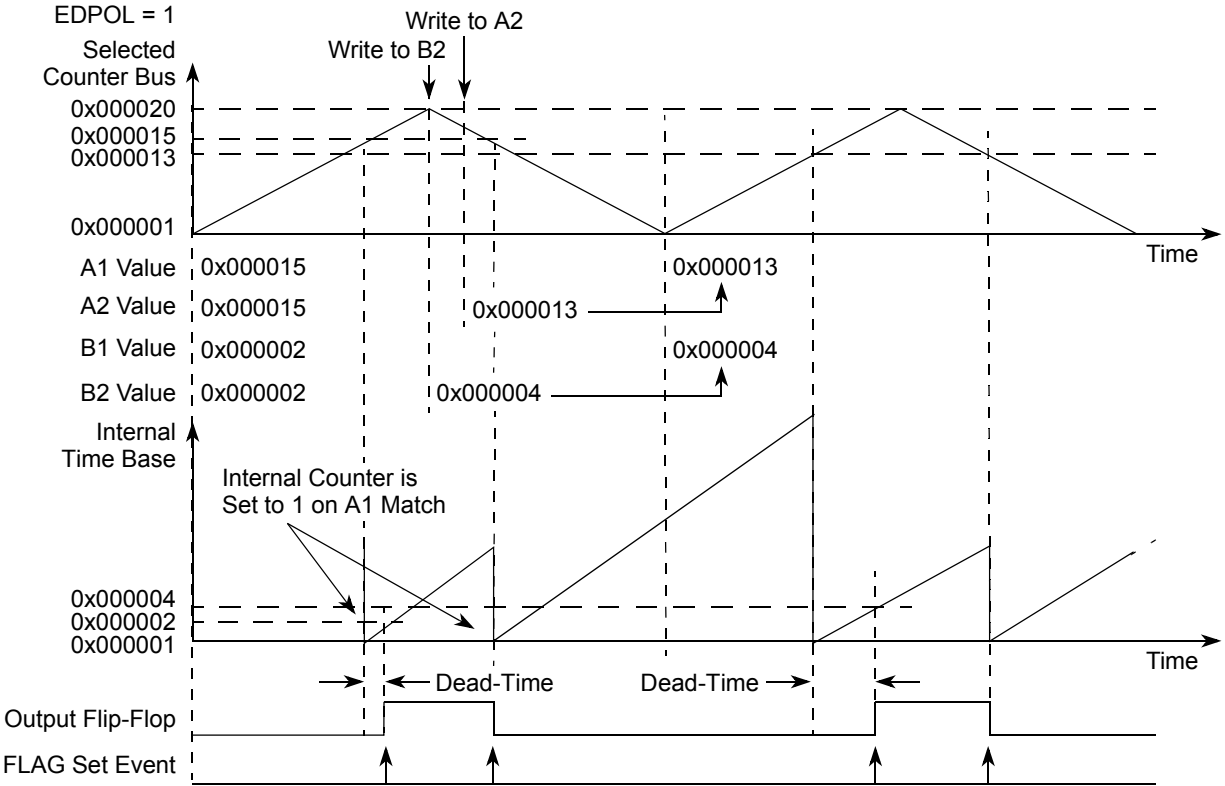 EDPOL = 1
Write to A2
Write to B2
Selected
Counter Bus
0x000020
0x000015
0x000013
0x000001
Time
A1 Value
0x000015
0x000013
A2 Value
0x000015
0x000013
B1 Value
0x000002
0x000004
B2 Value
0x000002
0x000004
Internal
Time Base
Internal Counter is
Set to 1 on A1 Match
0x000004
0x000002
0x000001
Time
Dead-Time
Dead-Time
Output Flip-Flop
FLAG Set Event